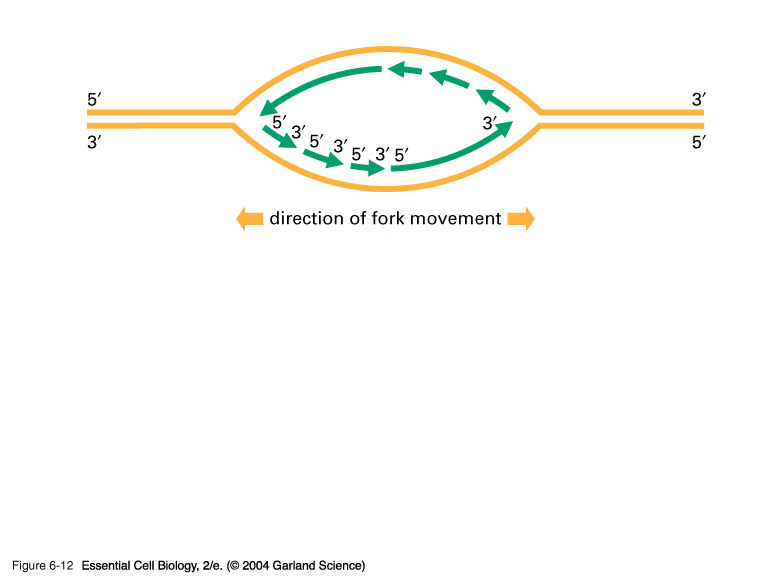 5′ 3′
5′ 3′
3′ 5′ 3′ 5′ 3′ 5′
3′ 5′
direction of fork movement
Figure 6-12 Essential Cell Biology, 2/e. (© 2004 Garland Science)